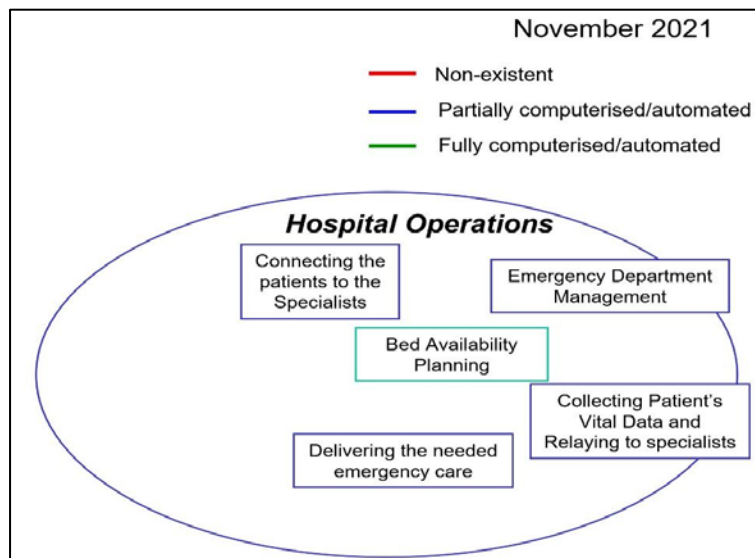 November 2021
Non-existent
Partially computerised/automated
Fully computerised/automated
Hospital Operations
Connecting the
patients to the
Specialists
Emergency Department
Management
Bed Availability
Planning
Collecting Patient's
Vital Data and
Relaying to specialists
Delivering the needed
emergency care